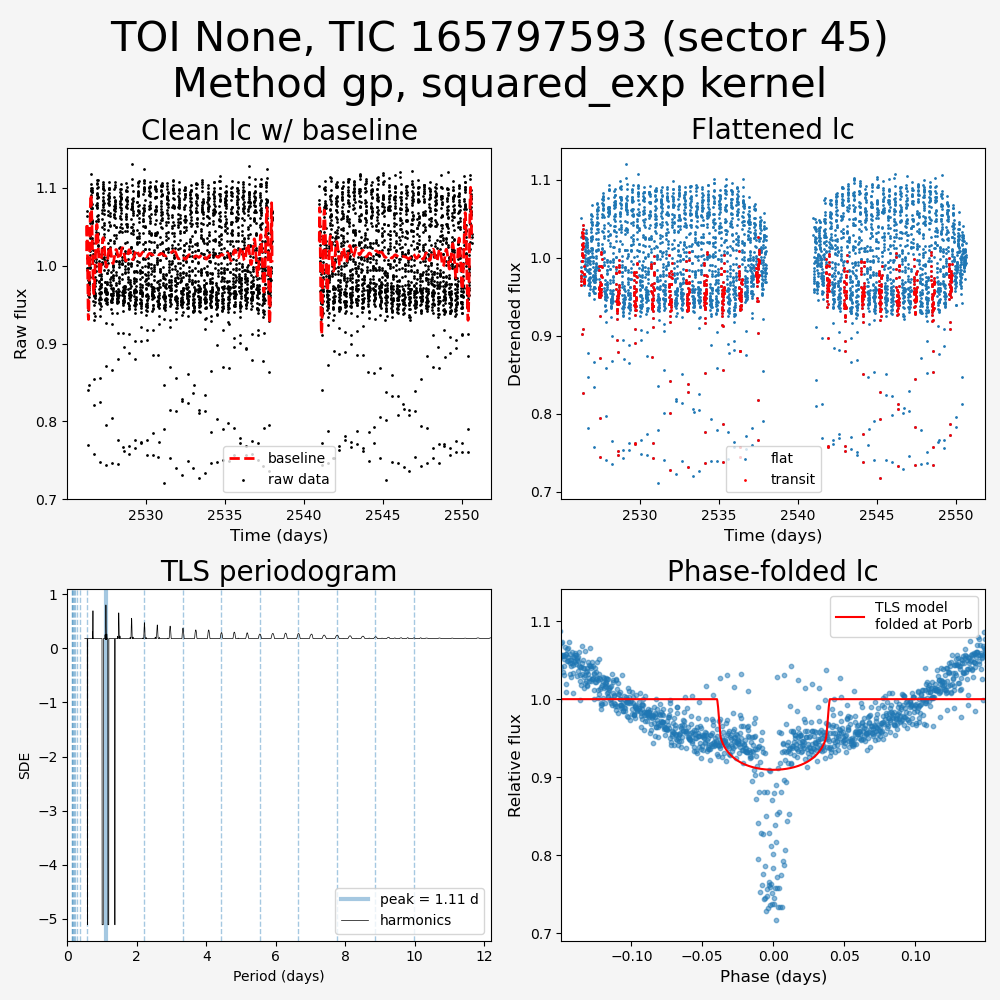 TOI None, TIC 165797593 (sector 45)
Method gp, squared_exp kernel
Clean lc w/ baseline
Raw flux
1.1
1.0
0.9
0.8
0.7
baseline
raw data
2530 2535 2540 2545 2550
Time (days)
Flattened lc
Detrended flux
1.1
1.0
0.9
0.8
0.7
flat
transit
2530 2535 2540 2545 2550
Time (days)
TLS periodogram
SDE
1
0
−1
−2
−3
−4
−5
peak = 1.11 d
harmonics
0 2 4 6 8 10 12
Period (days)
Phase-folded lc
Relative flux
1.1
1.0
0.9
0.8
0.7
TLS model
folded at Porb
−0.10 −0.05 0.00 0.05 0.10
Phase (days)